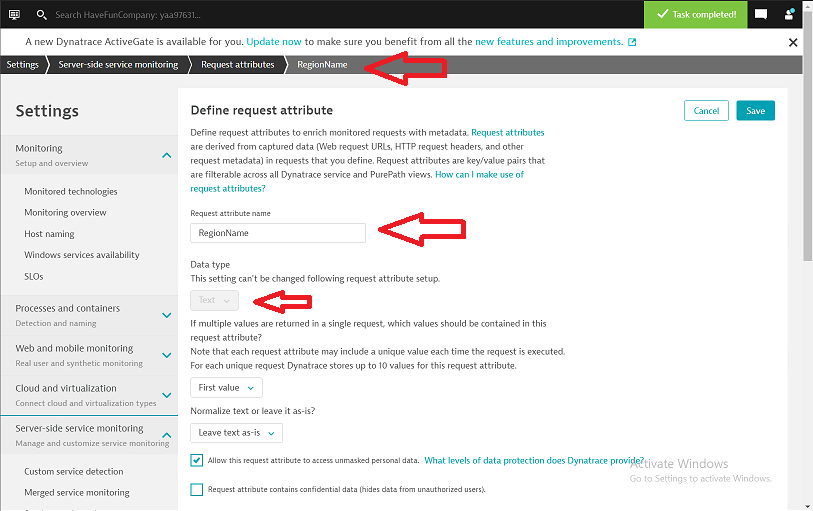 Search HaveFunCompany: yaa97631...
Task completed!
A new Dynatrace ActiveGate is available for you. Update now to make sure you benefit from all the new features and improvements.
Settings
Server-side service monitoring
Request attributes
RegionName
Settings
Monitoring
Setup and overview
Monitored technologies
Monitoring overview
Host naming
Windows services availability
SLOs
Processes and containers
Detection and naming
Web and mobile monitoring
Real user and synthetic monitoring
Cloud and virtualization
Connect cloud and virtualization types
Server-side service monitoring
Manage and customize service monitoring
Custom service detection
Merged service monitoring
Define request attribute
Cancel
Save
Define request attributes to enrich monitored requests with metadata. Request attributes
are derived from captured data (Web request URLs, HTTP request headers, and other
request metadata) in requests that you define. Request attributes are key/value pairs that
are filterable across all Dynatrace service and PurePath views. How can I make use of
request attributes?
Request attribute name
RegionName
Data type
This setting can't be changed following request attribute setup.
Text
If multiple values are returned in a single request, which values should be contained in this
request attribute?
Note that each request attribute may include a unique value each time the request is executed.
For each unique request Dynatrace stores up to 10 values for this request attribute.
First value
Normalize text or leave it as-is?
Leave text as-is
Allow this request attribute to access unmasked personal data. What levels of data protection does Dynatrace provide?
Request attribute contains confidential data (hides data from unauthorized users).
Activate Windows
Go to Settings to activate Windows.